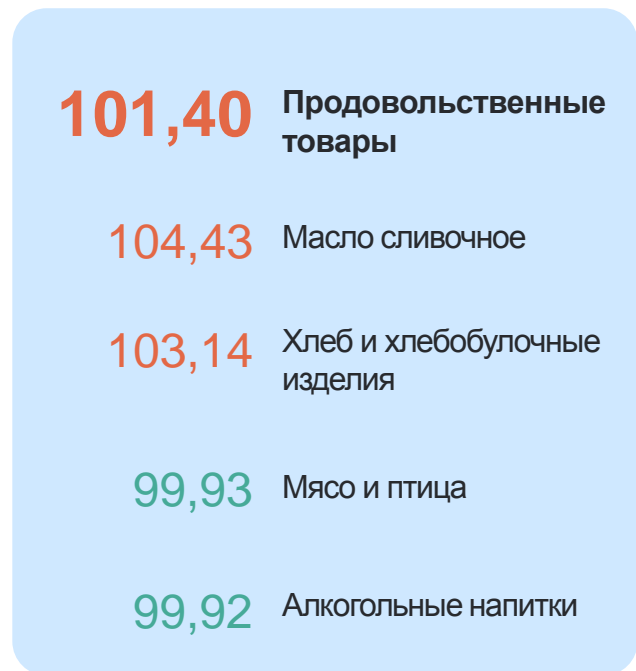 101,40 Продовольственные
товары
104,43 Масло сливочное
103,14 Хлеб и хлебобулочные
изделия
99,93 Мясо и птица
99,92 Алкогольные напитки